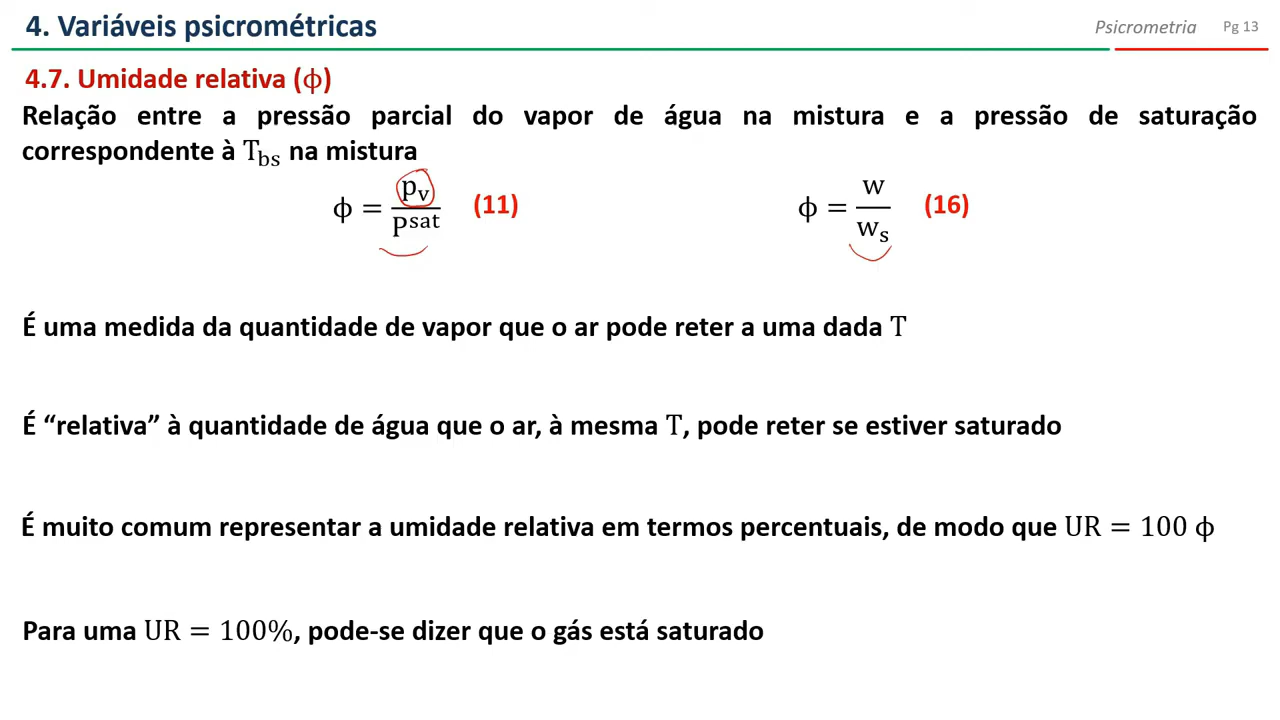 4. Variáveis psicrométricas
Psicrometria Pg 13
4.7. Umidade relativa (ϕ)
Relação entre a pressão parcial do vapor de água na mistura e a pressão de saturação
correspondente à T_bs na mistura
ϕ = p_v / P^sat (11)
ϕ = w / w_s (16)
É uma medida da quantidade de vapor que o ar pode reter a uma dada T
É “relativa” à quantidade de água que o ar, à mesma T, pode reter se estiver saturado
É muito comum representar a umidade relativa em termos percentuais, de modo que UR = 100 ϕ
Para uma UR = 100%, pode-se dizer que o gás está saturado